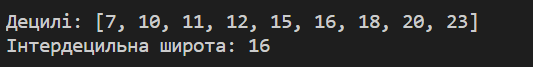 Децилі: [7, 10, 11, 12, 15, 16, 18, 20, 23]
Інтердецильна широта: 16